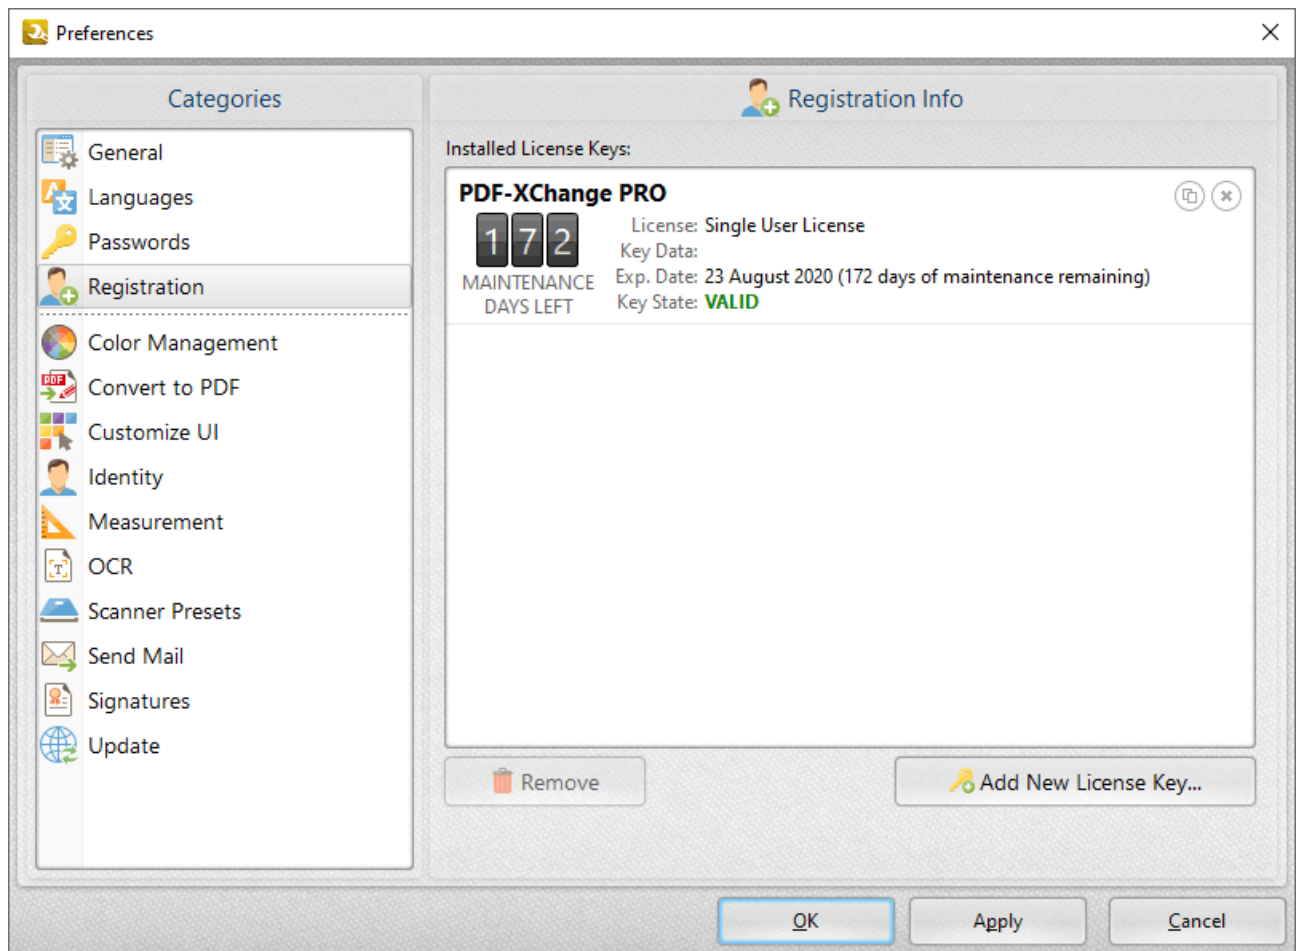 Preferences
Categories
General
Languages
Passwords
Registration
Color Management
Convert to PDF
Customize UI
Identity
Measurement
OCR
Scanner Presets
Send Mail
Signatures
Update
Registration Info
Installed License Keys:
PDF-XChange PRO
172
MAINTENANCE
DAYS LEFT
License: Single User License
Key Data:
Exp. Date: 23 August 2020 (172 days of maintenance remaining)
Key State: VALID
Remove
Add New License Key...
OK
Apply
Cancel